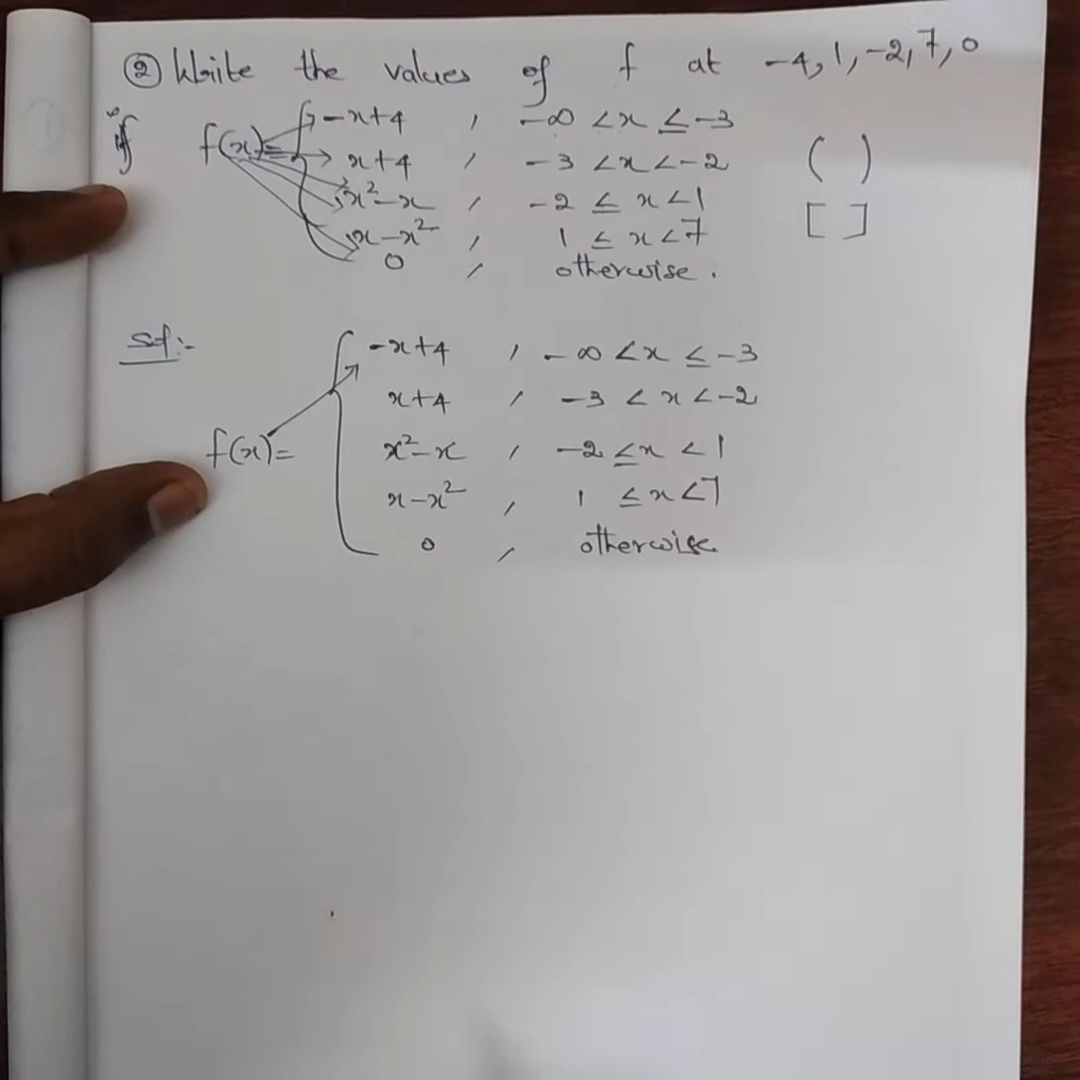 ② Write the values of f at -4, 1, -2, 7, 0
if f(x)= { -x+4 , -∞ <x ≤ -3
x+4 , -3 <x<-2 ( )
x²-x , -2 ≤ x <1 [ ]
x-x² , 1 ≤ x<7
0 , otherwise.
Sol:-
-x+4 , -∞ <x ≤ -3
x+4 , -3 < x <-2
f(x)= { x²-x , -2 ≤x <1
x-x² , 1 ≤x <7
0 , otherwise.